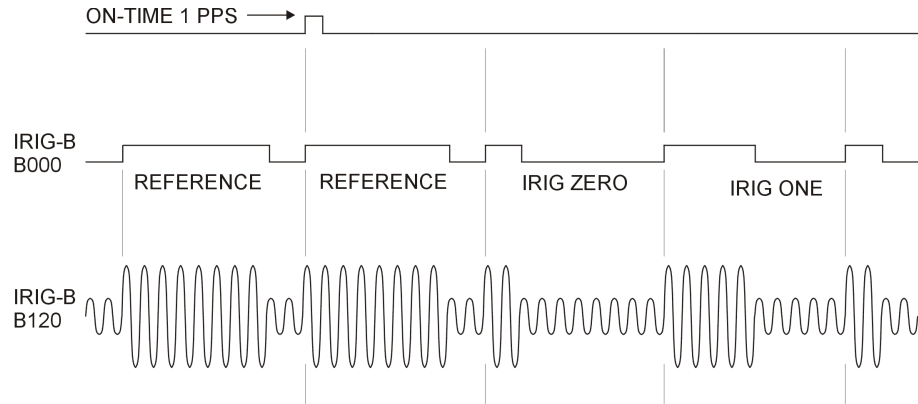 ON-TIME 1 PPS
IRIG-B
B000
REFERENCE
REFERENCE
IRIG ZERO
IRIG ONE
IRIG-B
B120